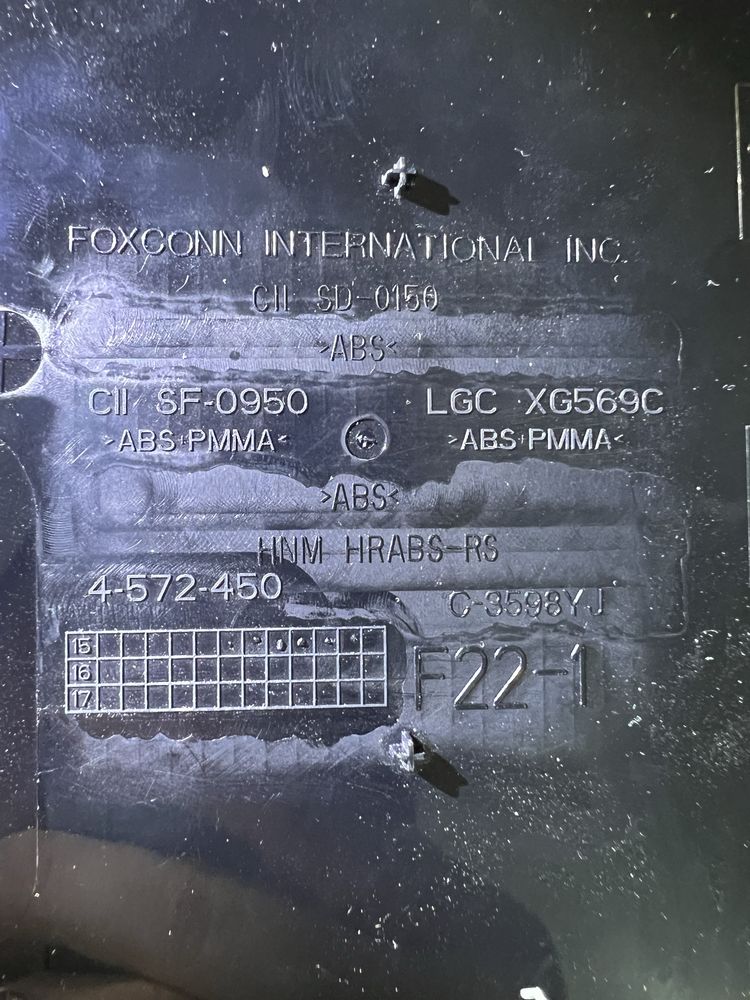 FOXCONN INTERNATIONAL INC.
CII SD-0150
>ABS<
CII SF-0950 LGC XG569C
>ABS+PMMA< >ABS+PMMA<
>ABS<
HNM HRABS-RS
4-572-450 C-3598YJ
15
16
17
F22-1